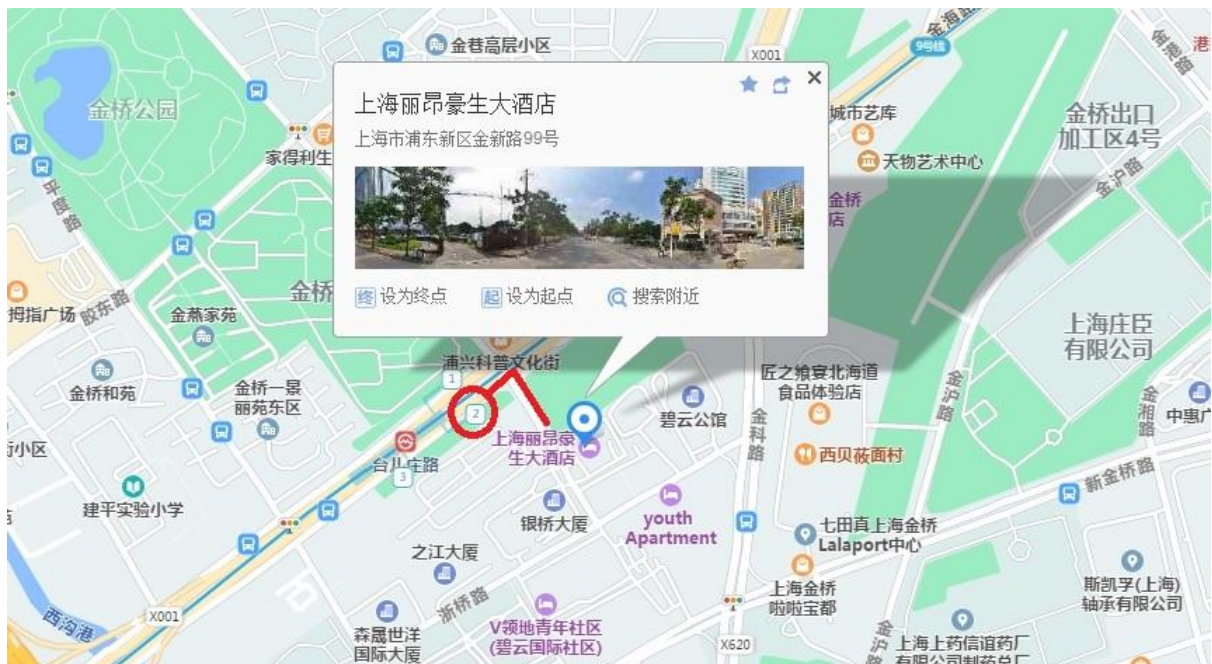 金海路
金巷高层小区
9号线
金港路
港
X001
上海丽昂豪生大酒店
上海市浦东新区金新路99号
金桥公园
城市艺库
金桥出口
加工区4号
家得利生
天物艺术中心
金沪路
平度路
金桥
店
终 设为终点
起 设为起点
搜索附近
金桥
拇指广场
胶东路
金燕家苑
上海庄臣
有限公司
浦兴科普文化街
1
匠之飨宴北海道
食品体验店
金桥和苑
金桥一景
丽苑东区
2
碧云公馆
金科路
金沪路
金湘路
中惠广
上海丽昂豪
生大酒店
小区
台儿庄路
3
西贝莜面村
新金桥路
建平实验小学
银桥大厦
youth
Apartment
七田真上海金桥
Lalaport中心
之江大厦
浙桥路
上海金桥
啦啦宝都
斯凯孚(上海)
轴承有限公司
西沟港
X001
森晟世洋
国际大厦
V领地青年社区
(碧云国际社区)
X620
金沪路
上海上药信谊药厂
有限公司制药总厂